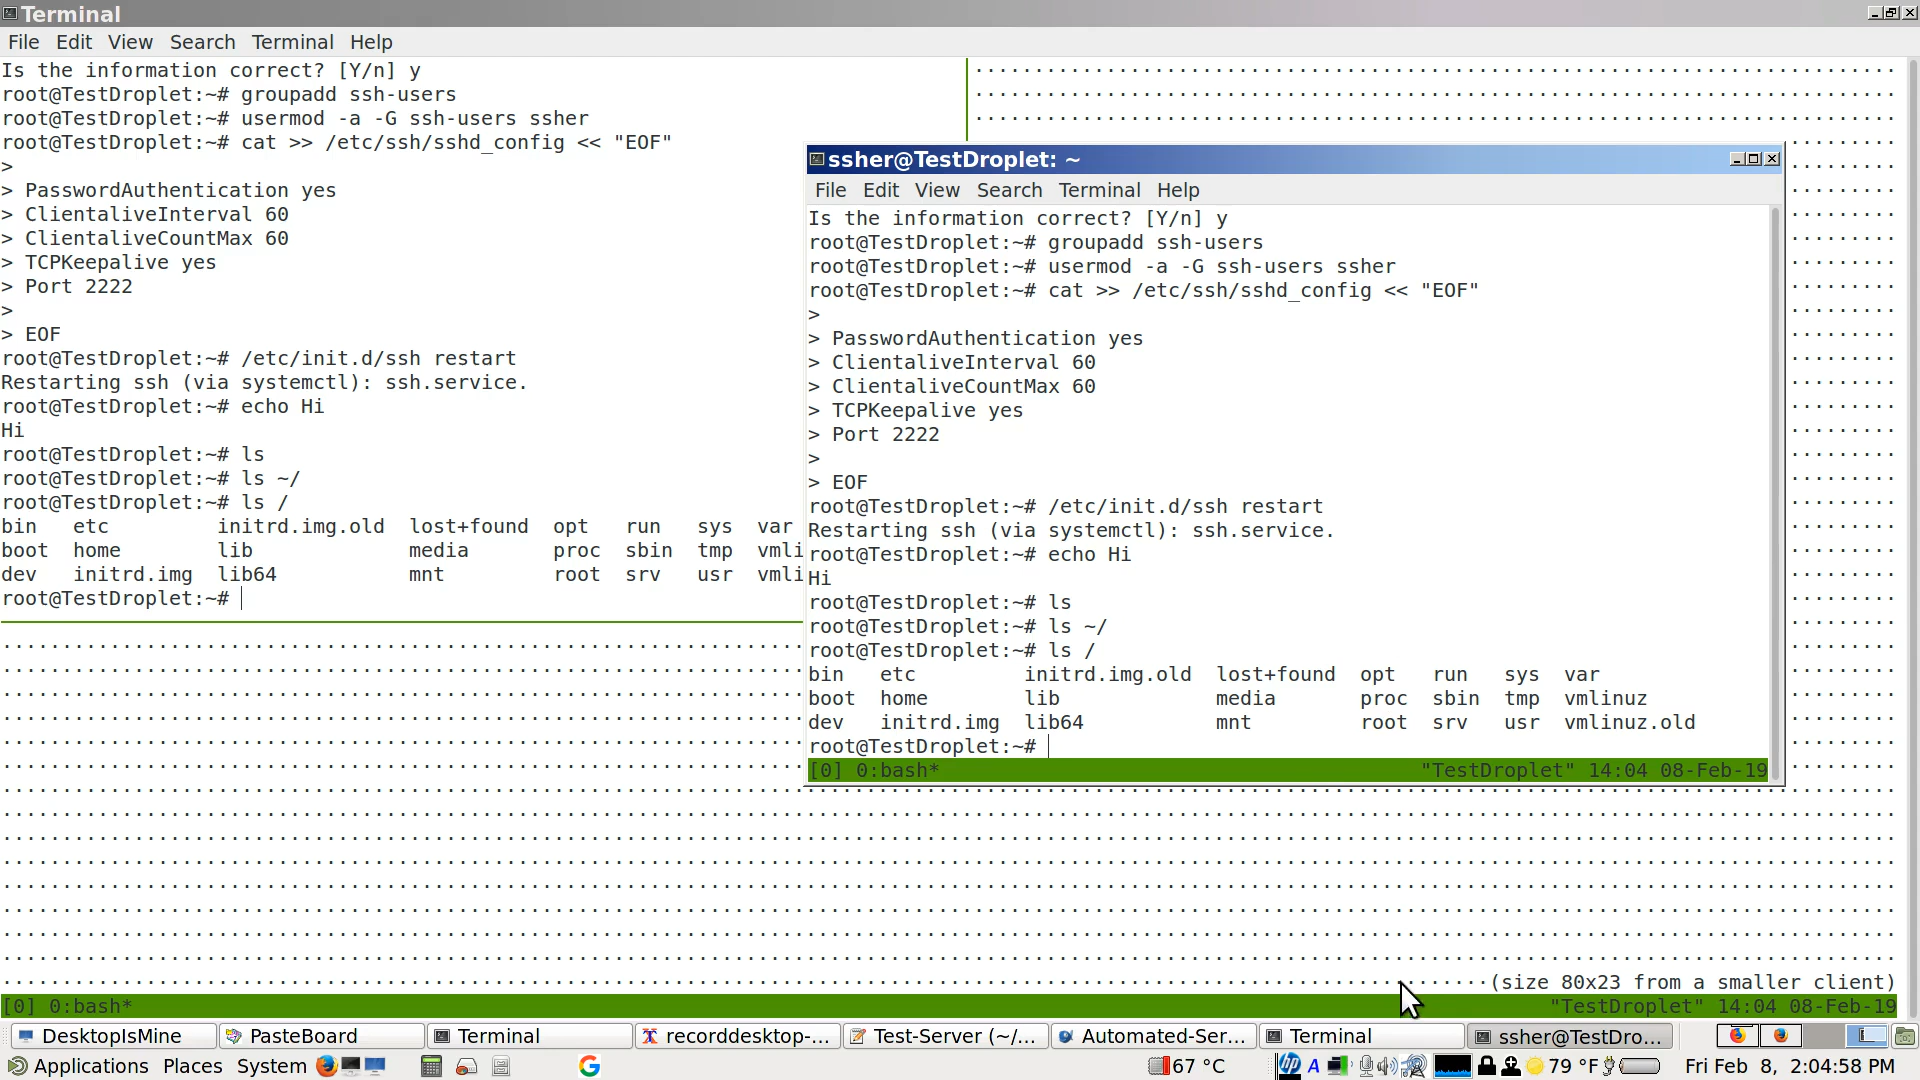 Terminal
File Edit View Search Terminal Help
Is the information correct? [Y/n] y
root@TestDroplet:~# groupadd ssh-users
root@TestDroplet:~# usermod -a -G ssh-users ssher
root@TestDroplet:~# cat >> /etc/ssh/sshd_config << "EOF"
>
> PasswordAuthentication yes
> ClientaliveInterval 60
> ClientaliveCountMax 60
> TCPKeepalive yes
> Port 2222
>
> EOF
root@TestDroplet:~# /etc/init.d/ssh restart
Restarting ssh (via systemctl): ssh.service.
root@TestDroplet:~# echo Hi
Hi
root@TestDroplet:~# ls
root@TestDroplet:~# ls ~/
root@TestDroplet:~# ls /
bin etc initrd.img.old lost+found opt run sys var
boot home lib media proc sbin tmp vmli
dev initrd.img lib64 mnt root srv usr vmli
root@TestDroplet:~#
ssher@TestDroplet: ~
File Edit View Search Terminal Help
Is the information correct? [Y/n] y
root@TestDroplet:~# groupadd ssh-users
root@TestDroplet:~# usermod -a -G ssh-users ssher
root@TestDroplet:~# cat >> /etc/ssh/sshd_config << "EOF"
>
> PasswordAuthentication yes
> ClientaliveInterval 60
> ClientaliveCountMax 60
> TCPKeepalive yes
> Port 2222
>
> EOF
root@TestDroplet:~# /etc/init.d/ssh restart
Restarting ssh (via systemctl): ssh.service.
root@TestDroplet:~# echo Hi
Hi
root@TestDroplet:~# ls
root@TestDroplet:~# ls ~/
root@TestDroplet:~# ls /
bin etc initrd.img.old lost+found opt run sys var
boot home lib media proc sbin tmp vmlinuz
dev initrd.img lib64 mnt root srv usr vmlinuz.old
root@TestDroplet:~#
[0] 0:bash* "TestDroplet" 14:04 08-Feb-19
(size 80x23 from a smaller client)
[0] 0:bash* "TestDroplet" 14:04 08-Feb-19
DesktopIsMine PasteBoard Terminal recorddesktop-... Test-Server (~/... Automated-Ser... Terminal ssher@TestDro...
Applications Places System G 67 °C hp A 79 °F Fri Feb 8, 2:04:58 PM